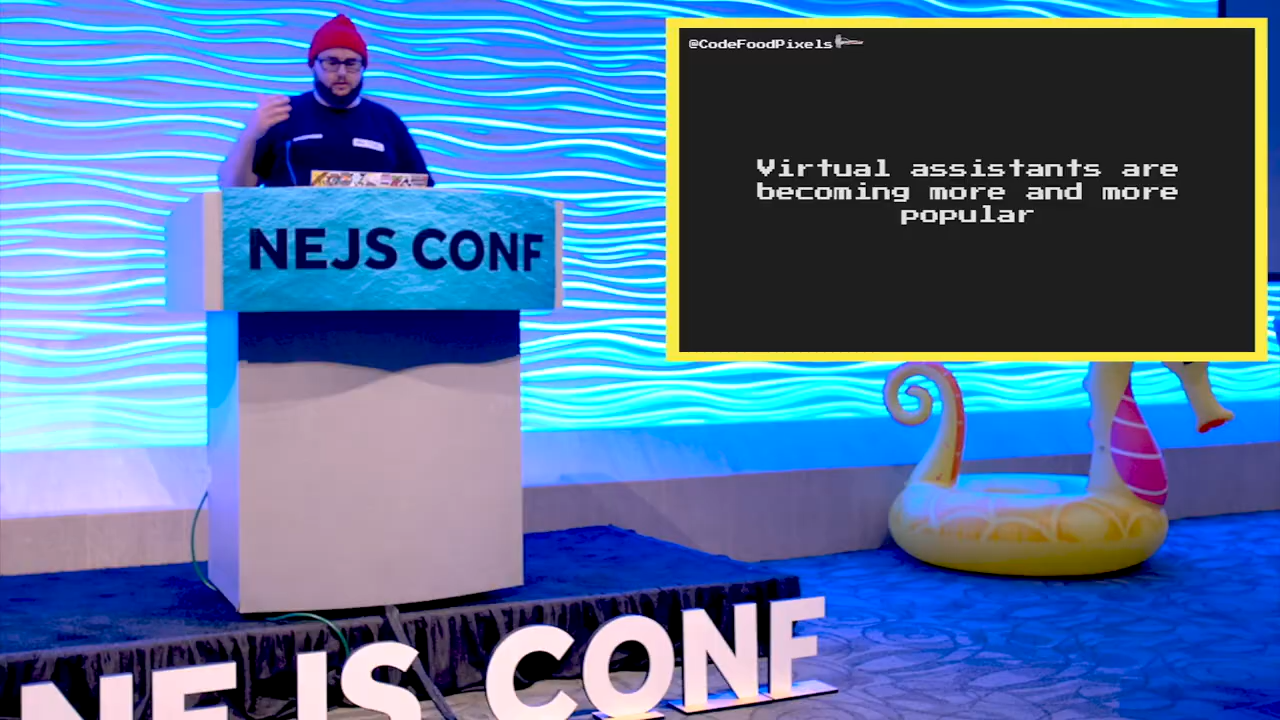 @CodeFoodPixels
Virtual assistants are
becoming more and more
popular
NEJS CONF
NEJS CONF